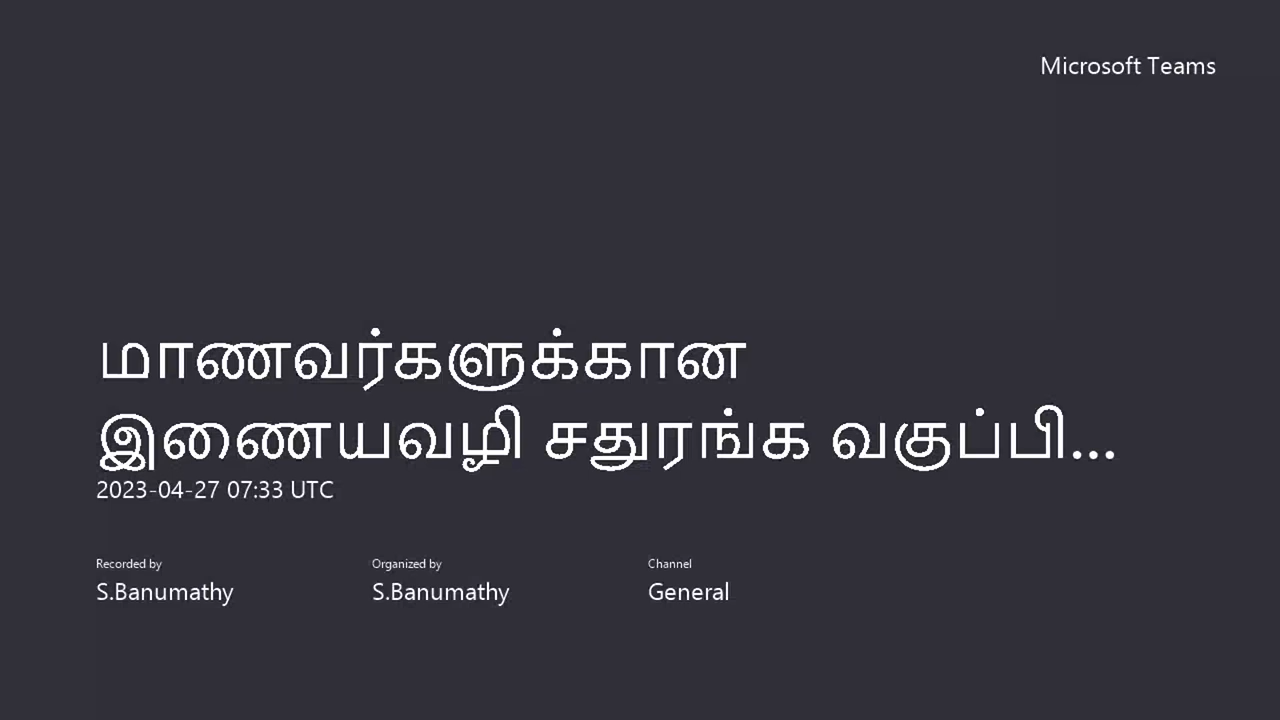 Microsoft Teams
மாணவர்களுக்கான
இணையவழி சதுரங்க வகுப்பி...
2023-04-27 07:33 UTC
Recorded by Organized by Channel
S.Banumathy S.Banumathy General